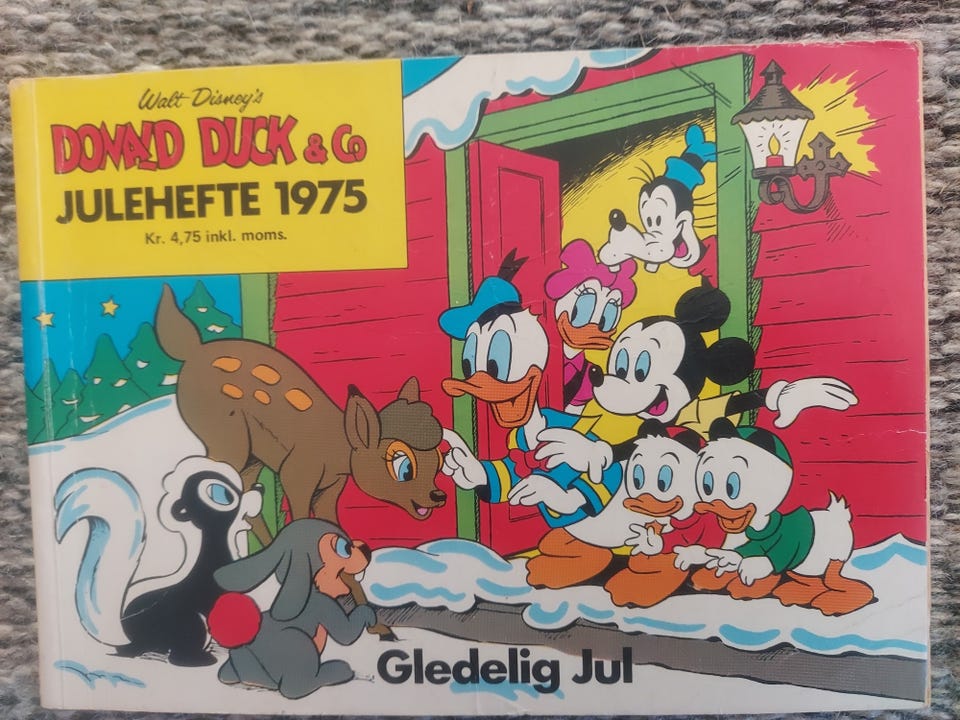 Walt Disney's
DONALD DUCK & CO
JULEHEFTE 1975
Kr. 4,75 inkl. moms.
Gledelig Jul